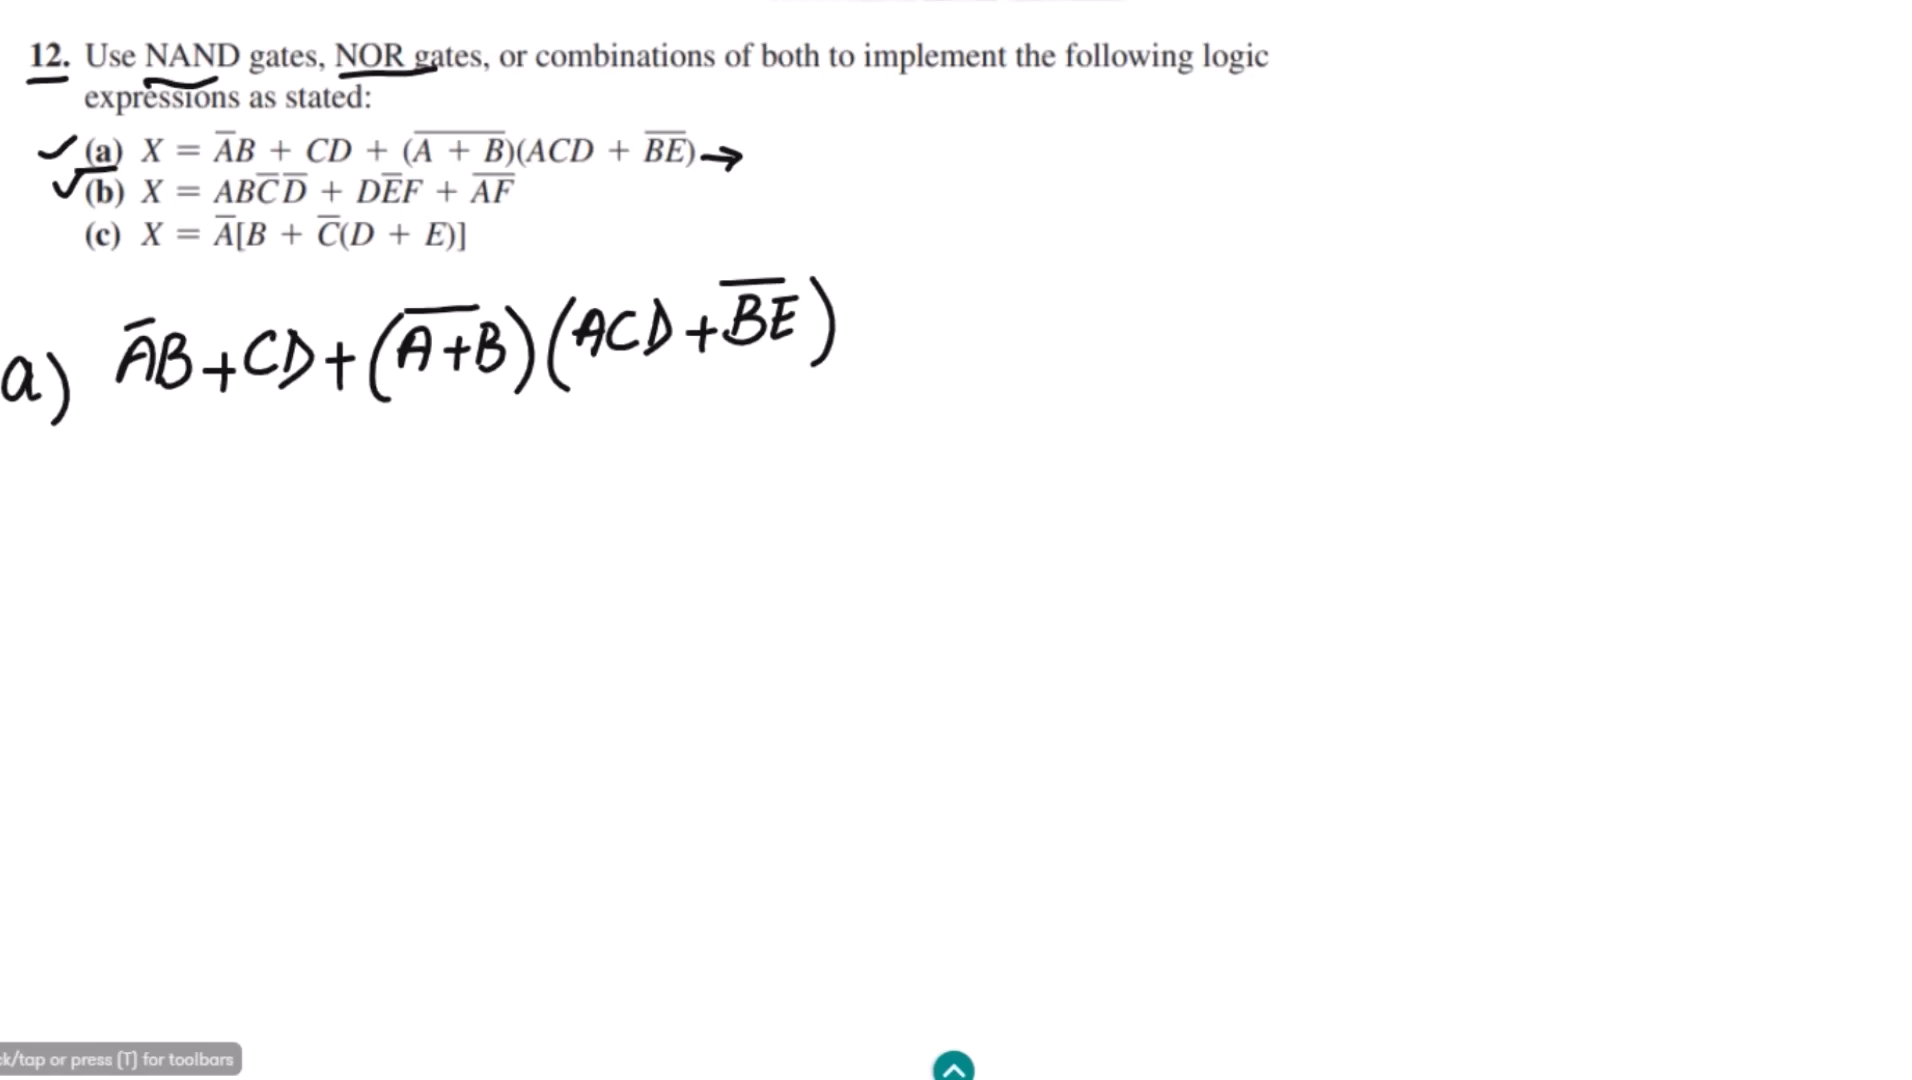 12. Use NAND gates, NOR gates, or combinations of both to implement the following logic
expressions as stated:
(a) X = A̅B + CD + (A̅ ̅+̅ ̅B̅)(ACD + B̅E̅)
(b) X = ABC̅D̅ + DE̅F + A̅F̅
(c) X = A̅[B + C̅(D + E)]
a) A̅B+CD+(A̅+̅B)(ACD+B̅E̅)
ck/tap or press (T) for toolbars